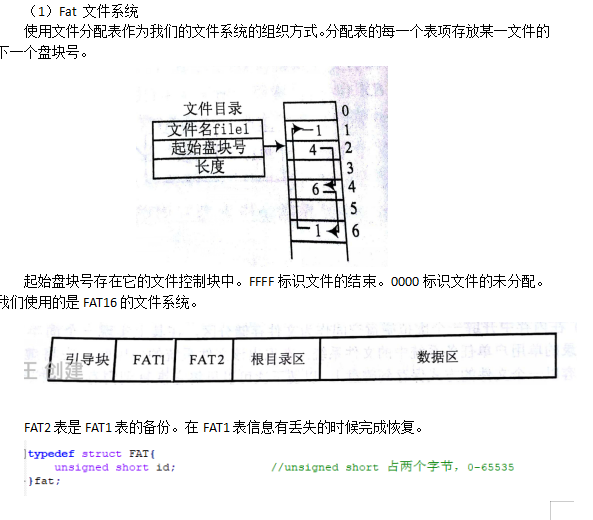 (1) Fat 文件系统
使用文件分配表作为我们的文件系统的组织方式。分配表的每一个表项存放某一文件的
下一个盘块号。
文件目录
文件名file1
起始盘块号
长度
0
1 1
4 2
3
6 4
5
1 6
起始盘块号存在它的文件控制块中。FFFF 标识文件的结束。0000 标识文件的未分配。
我们使用的是 FAT16 的文件系统。
引导块 FAT1 FAT2 根目录区 数据区
王 创建
FAT2 表是 FAT1 表的备份。在 FAT1 表信息有丢失的时候完成恢复。
typedef struct FAT{
unsigned short id; //unsigned short 占两个字节，0-65535
}fat;